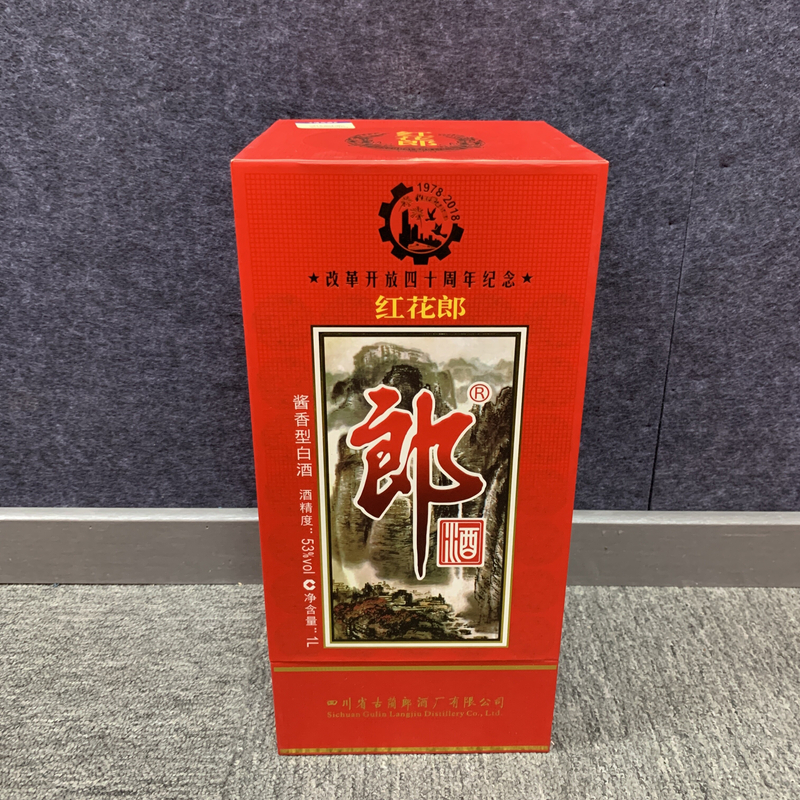 红花郎
1978-2018
★改革开放四十周年纪念★
红花郎
郎®
酒
酱香型白酒 酒精度：53%vol 净含量：1L
四川省古蔺郎酒厂有限公司
Sichuan Gulin Langjiu Distillery Co., Ltd.